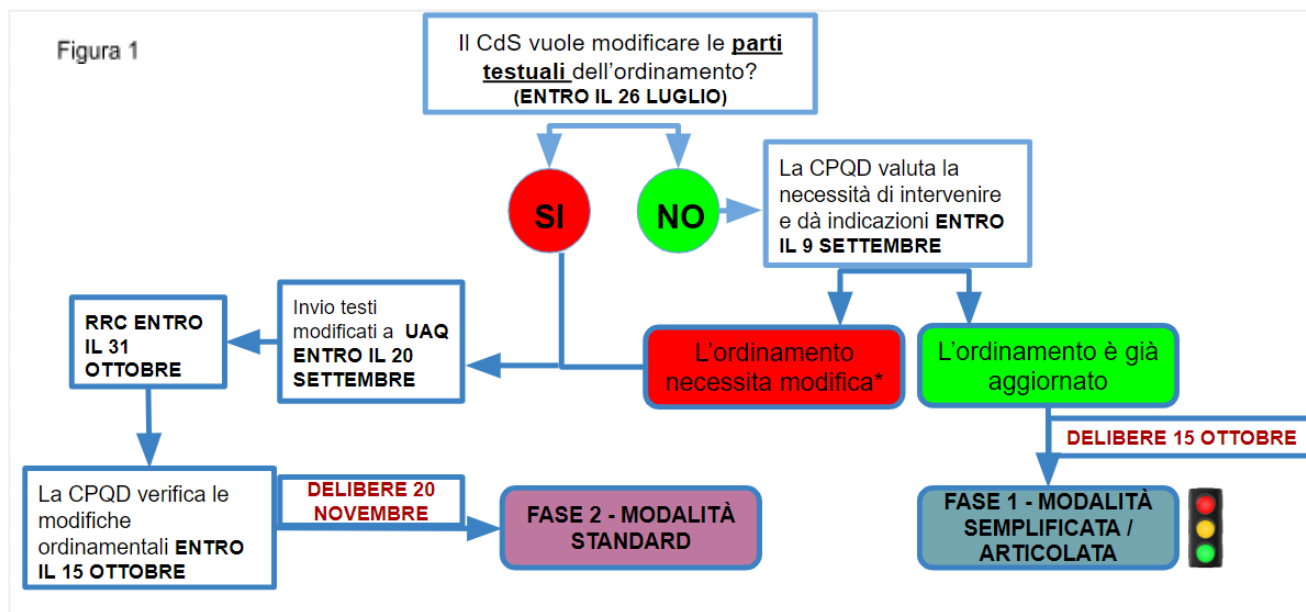 Figura 1
Il CdS vuole modificare le parti
testuali dell'ordinamento?
(ENTRO IL 26 LUGLIO)
SI
NO
La CPQD valuta la
necessità di intervenire
e dà indicazioni ENTRO
IL 9 SETTEMBRE
RRC ENTRO
IL 31
OTTOBRE
Invio testi
modificati a UAQ
ENTRO IL 20
SETTEMBRE
L'ordinamento
necessita modifica*
L'ordinamento è già
aggiornato
DELIBERE 15 OTTOBRE
La CPQD verifica le
modifiche
ordinamentali ENTRO
IL 15 OTTOBRE
DELIBERE 20
NOVEMBRE
FASE 2 - MODALITÀ
STANDARD
FASE 1 - MODALITÀ
SEMPLIFICATA /
ARTICOLATA